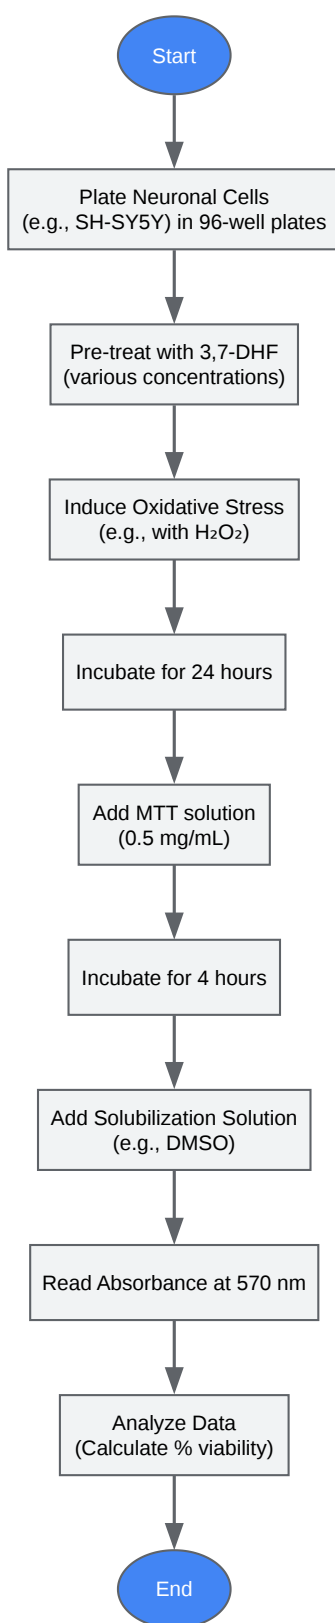 Start
Plate Neuronal Cells
(e.g., SH-SY5Y) in 96-well plates
Pre-treat with 3,7-DHF
(various concentrations)
Induce Oxidative Stress
(e.g., with H₂O₂)
Incubate for 24 hours
Add MTT solution
(0.5 mg/mL)
Incubate for 4 hours
Add Solubilization Solution
(e.g., DMSO)
Read Absorbance at 570 nm
Analyze Data
(Calculate % viability)
End